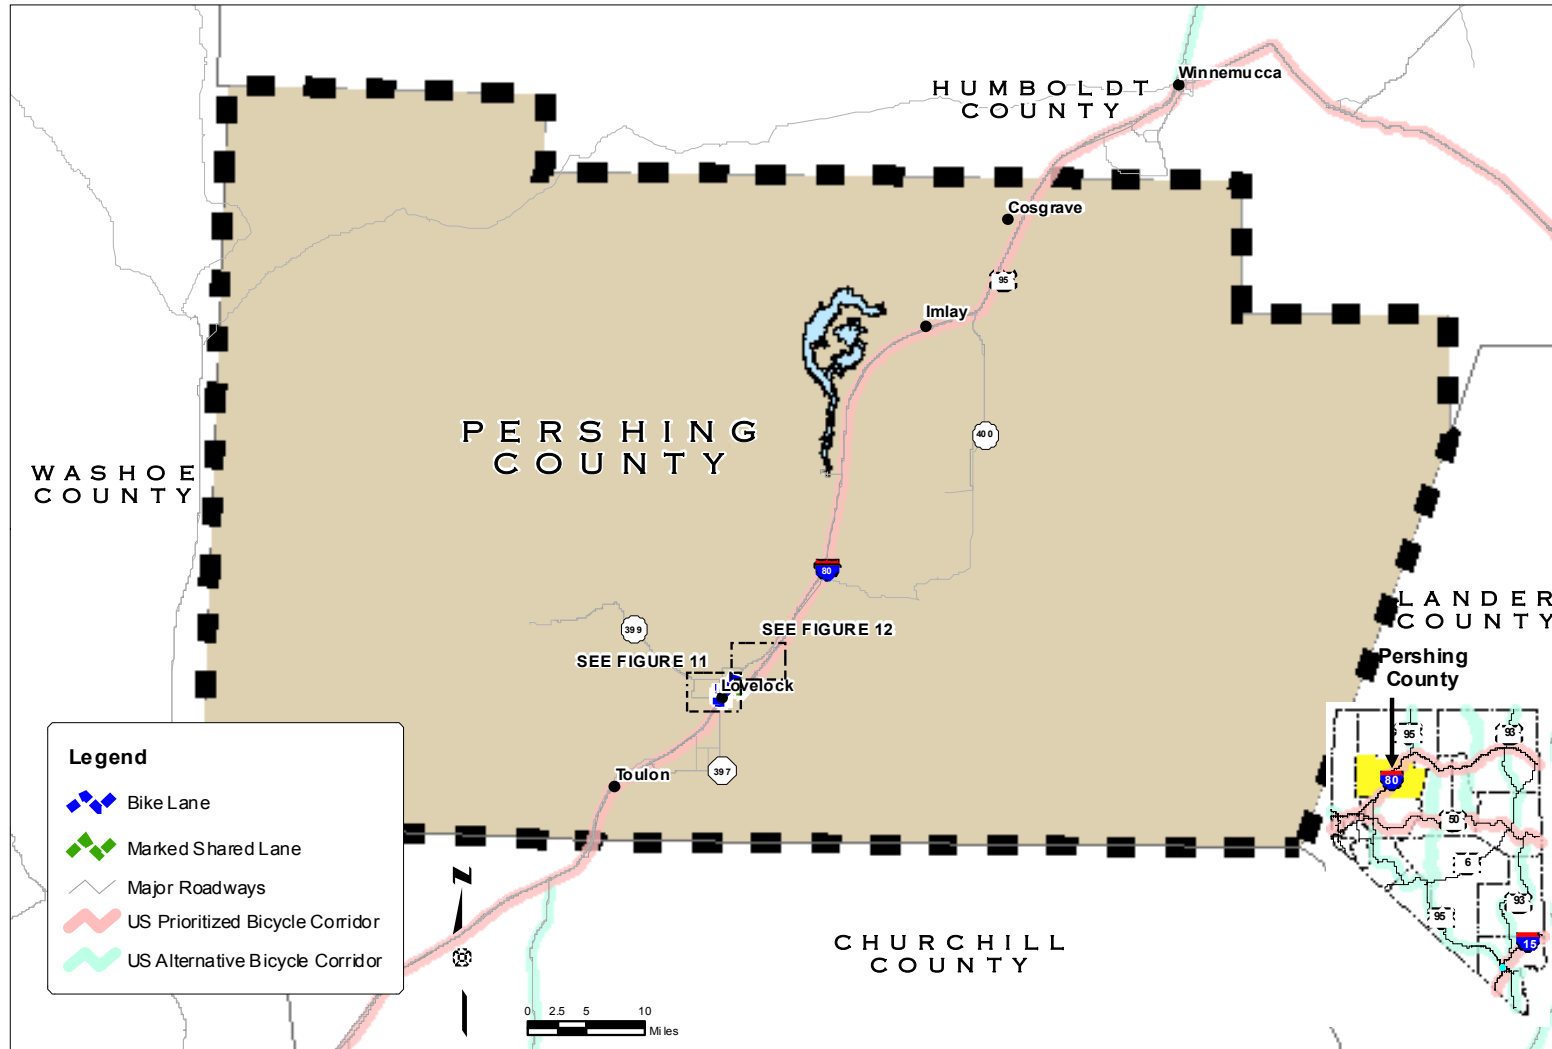 Winnemucca
HUMBOLDT
COUNTY
Cosgrave
95
Imlay
400
PERSHING
COUNTY
WASHOE
COUNTY
80
399
SEE FIGURE 12
SEE FIGURE 11
Lovelock
LANDER
COUNTY
Pershing
County
397
Toulon
Legend
Bike Lane
Marked Shared Lane
Major Roadways
US Prioritized Bicycle Corridor
US Alternative Bicycle Corridor
N
CHURCHILL
COUNTY
0 2.5 5 10
Miles
95
93
80
50
6
93
95
15